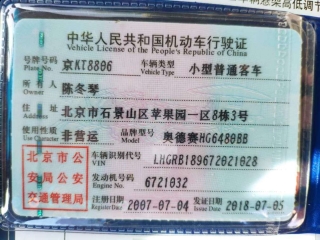 中华人民共和国机动车行驶证
Vehicle License of the People's Republic of China
号牌号码 京KT8806 车辆类型 小型普通客车
Plate No. Vehicle Type
所有人 陈冬琴
Owner
住址 北京市石景山区苹果园一区8栋3号
Address
使用性质 非营运 品牌型号 奥德赛HG6480BB
Use Character Model
北京市公安局公安交通管理局
车辆识别代号 LHGRB189672021028
VIN
发动机号码 6721032
Engine No.
注册日期 2007-07-04 发证日期 2018-07-05
Register Date Issue Date